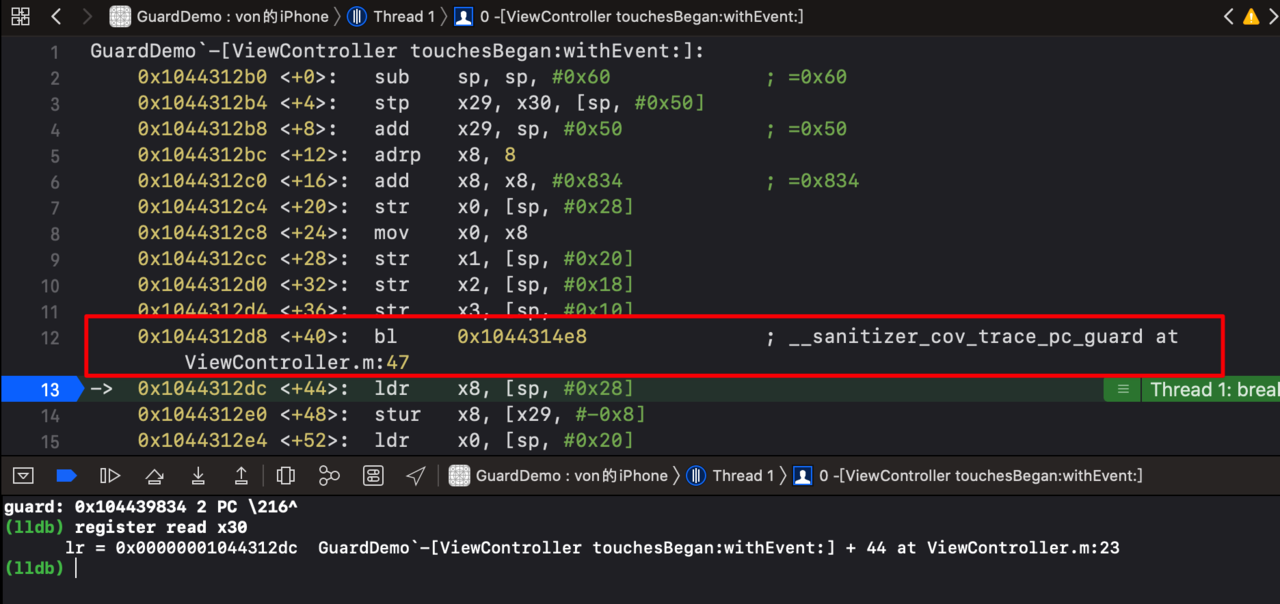 GuardDemo : von的iPhone 〉 Thread 1 〉 0 -[ViewController touchesBegan:withEvent:]
1 GuardDemo`-[ViewController touchesBegan:withEvent:]:
2 0x1044312b0 <+0>: sub sp, sp, #0x60 ; =0x60
3 0x1044312b4 <+4>: stp x29, x30, [sp, #0x50]
4 0x1044312b8 <+8>: add x29, sp, #0x50 ; =0x50
5 0x1044312bc <+12>: adrp x8, 8
6 0x1044312c0 <+16>: add x8, x8, #0x834 ; =0x834
7 0x1044312c4 <+20>: str x0, [sp, #0x28]
8 0x1044312c8 <+24>: mov x0, x8
9 0x1044312cc <+28>: str x1, [sp, #0x20]
10 0x1044312d0 <+32>: str x2, [sp, #0x18]
11 0x1044312d4 <+36>: str x3, [sp, #0x10]
12 0x1044312d8 <+40>: bl 0x1044314e8 ; __sanitizer_cov_trace_pc_guard at
ViewController.m:47
13 -> 0x1044312dc <+44>: ldr x8, [sp, #0x28] Thread 1: break
14 0x1044312e0 <+48>: stur x8, [x29, #-0x8]
15 0x1044312e4 <+52>: ldr x0, [sp, #0x20]
GuardDemo : von的iPhone 〉 Thread 1 〉 0 -[ViewController touchesBegan:withEvent:]
guard: 0x104439834 2 PC \216^
(lldb) register read x30
lr = 0x00000001044312dc GuardDemo`-[ViewController touchesBegan:withEvent:] + 44 at ViewController.m:23
(lldb)